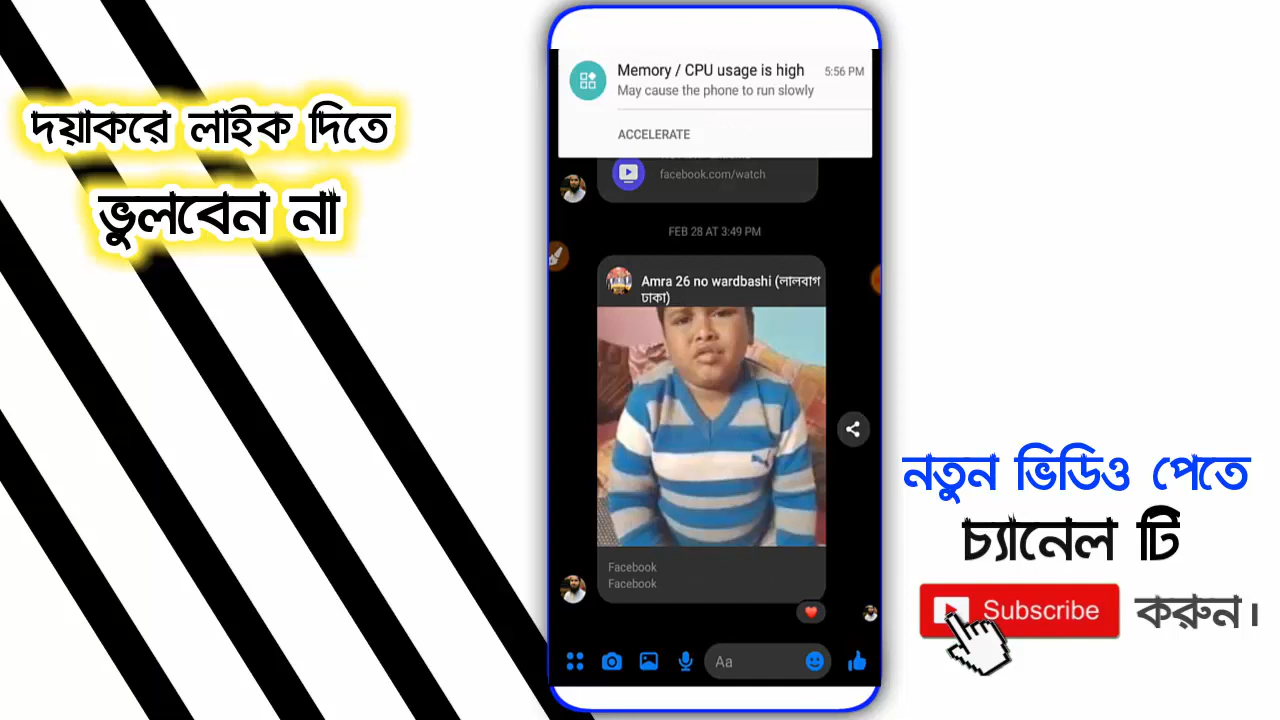 দয়াকরে লাইক দিতে
ভুলবেন না
Memory / CPU usage is high 5:56 PM
May cause the phone to run slowly
ACCELERATE
facebook.com/watch
FEB 28 AT 3:49 PM
Amra 26 no wardbashi (লালবাগ
ঢাকা)
Facebook
Facebook
Aa
নতুন ভিডিও পেতে
চ্যানেল টি
Subscribe করুন।